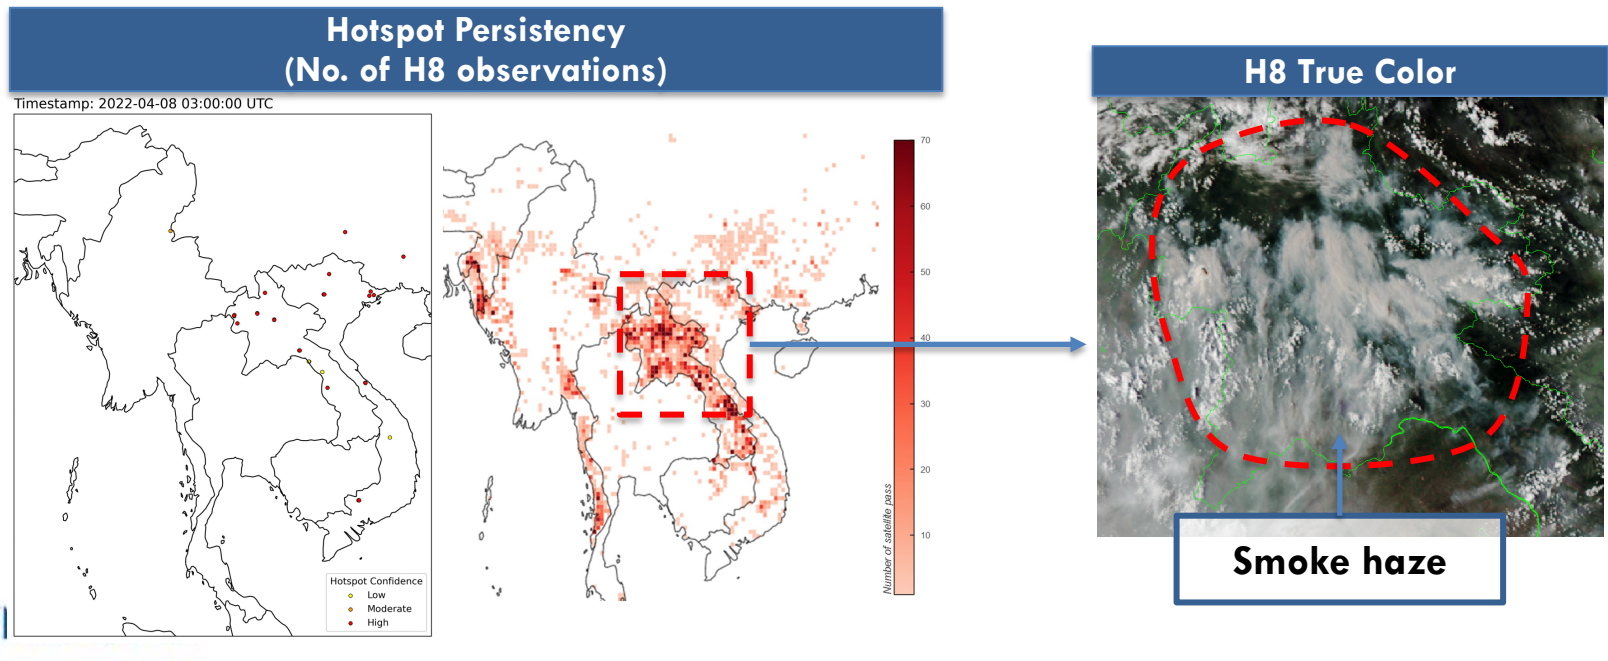 Hotspot Persistency
(No. of H8 observations)
H8 True Color
Timestamp: 2022-04-08 03:00:00 UTC
70
60
50
40
30
20
10
Number of satellite pass
Hotspot Confidence
Low
Moderate
High
Smoke haze